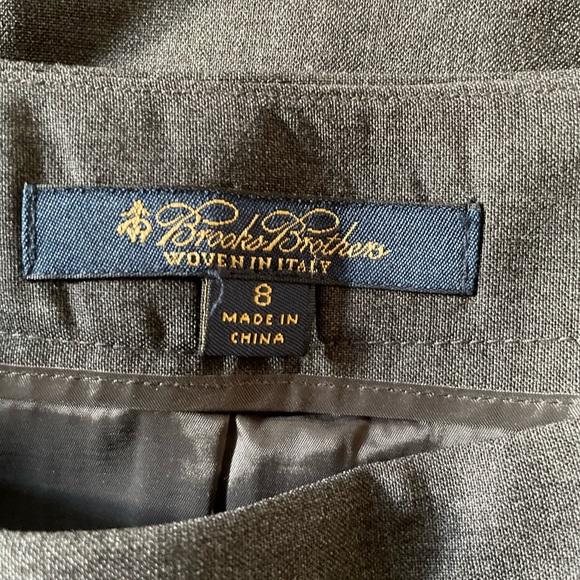 Brooks Brothers
WOVEN IN ITALY
8
MADE IN
CHINA